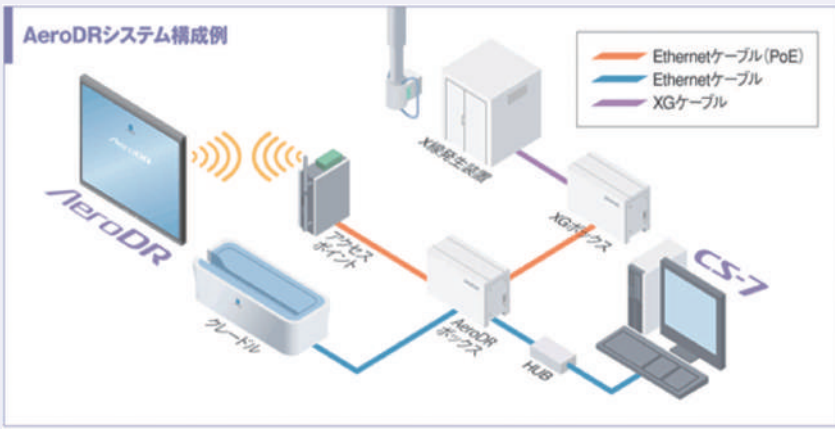 AeroDRシステム構成例
Ethernetケーブル(PoE)
Ethernetケーブル
XGケーブル
AeroDR
X線発生装置
AeroDR
アクセス
ポイント
XGボックス
CS-7
クレードル
AeroDR
ボックス
HUB